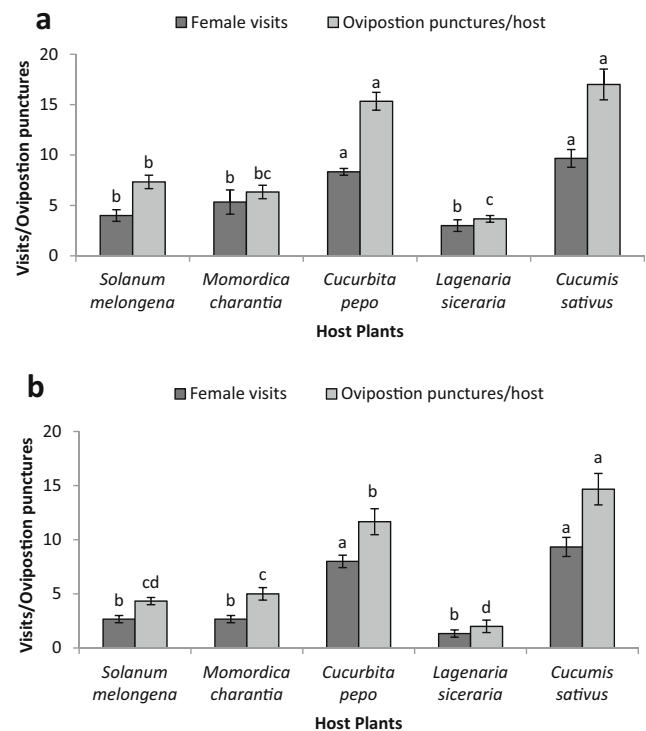 a
Female visits
Ovipostion punctures/host
Visits/Ovipostion punctures
20
15
10
5
0
b
b
b
bc
a
a
b
c
a
a
Solanum melongena
Momordica charantia
Cucurbita pepo
Lagenaria siceraria
Cucumis sativus
Host Plants
b
Female visits
Ovipostion punctures/host
Visits/Ovipostion punctures
20
15
10
5
0
b
cd
b
c
a
b
b
d
a
a
Solanum melongena
Momordica charantia
Cucurbita pepo
Lagenaria siceraria
Cucumis sativus
Host Plants